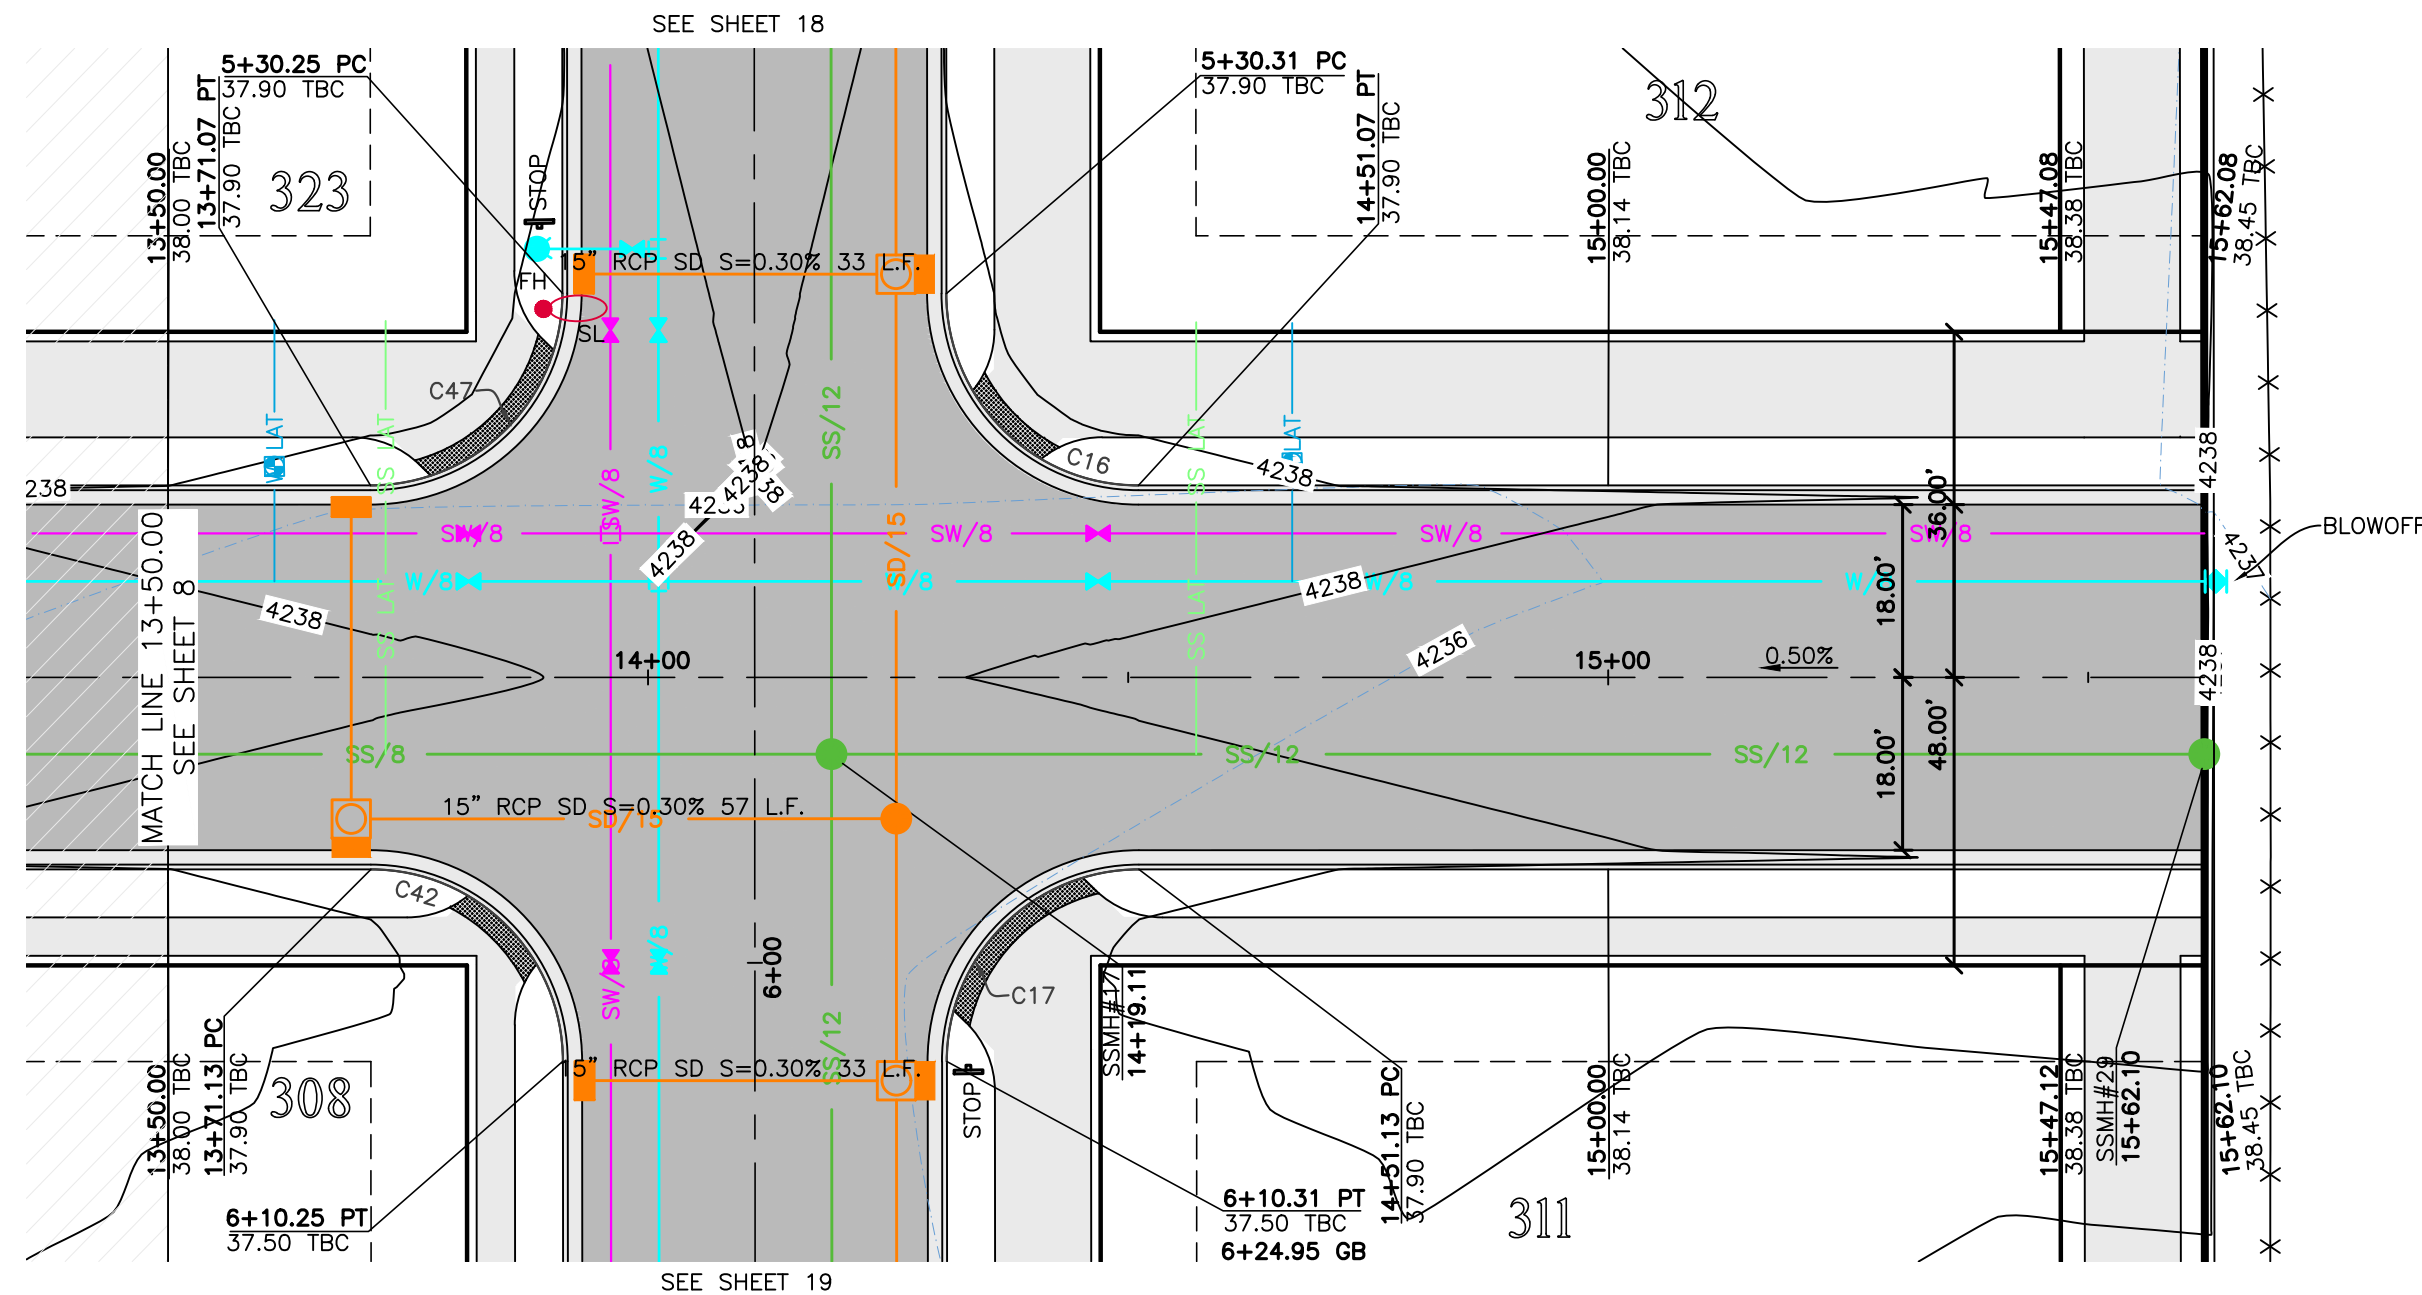 SEE SHEET 18
5+30.25 PC
37.90 TBC
5+30.31 PC
37.90 TBC
13+50.00
38.00 TBC
13+71.07 PT
37.90 TBC
323
STOP
14+51.07 PT
37.90 TBC
312
15+00.00
38.14 TBC
15+47.08
38.38 TBC
15+62.08
38.45 TBC
15" RCP SD S=0.30% 33 L.F.
FH
SL
C47
C16
W LAT
SS LAT
SS LAT
LAT
SS/12
W/8
SW/8
4238
4238
4238
4238
238
SW/8
SW/8
SW/8
SW/8
SD/15
W/8
S/8
W/8
W/
36.00'
18.00'
4237
BLOWOFF
MATCH LINE 13+50.00
SEE SHEET 8
4238
SS LAT
SS LAT
4238
4236
4238
14+00
15+00
0.50%
SS/8
SS/12
SS/12
18.00'
48.00'
15" RCP SD S=0.30% 57 L.F.
SD/15
C42
C17
SW/8
W/8
6+00
SS/12
SSMH#17
14+19.11
13+50.00
38.00 TBC
13+71.13 PC
37.90 TBC
308
15" RCP SD S=0.30% 33 L.F.
STOP
14+51.13 PC
37.90 TBC
15+00.00
38.14 TBC
15+47.12
38.38 TBC
SSMH#29
15+62.10
15+62.10
38.45 TBC
6+10.25 PT
37.50 TBC
6+10.31 PT
37.50 TBC
6+24.95 GB
311
SEE SHEET 19